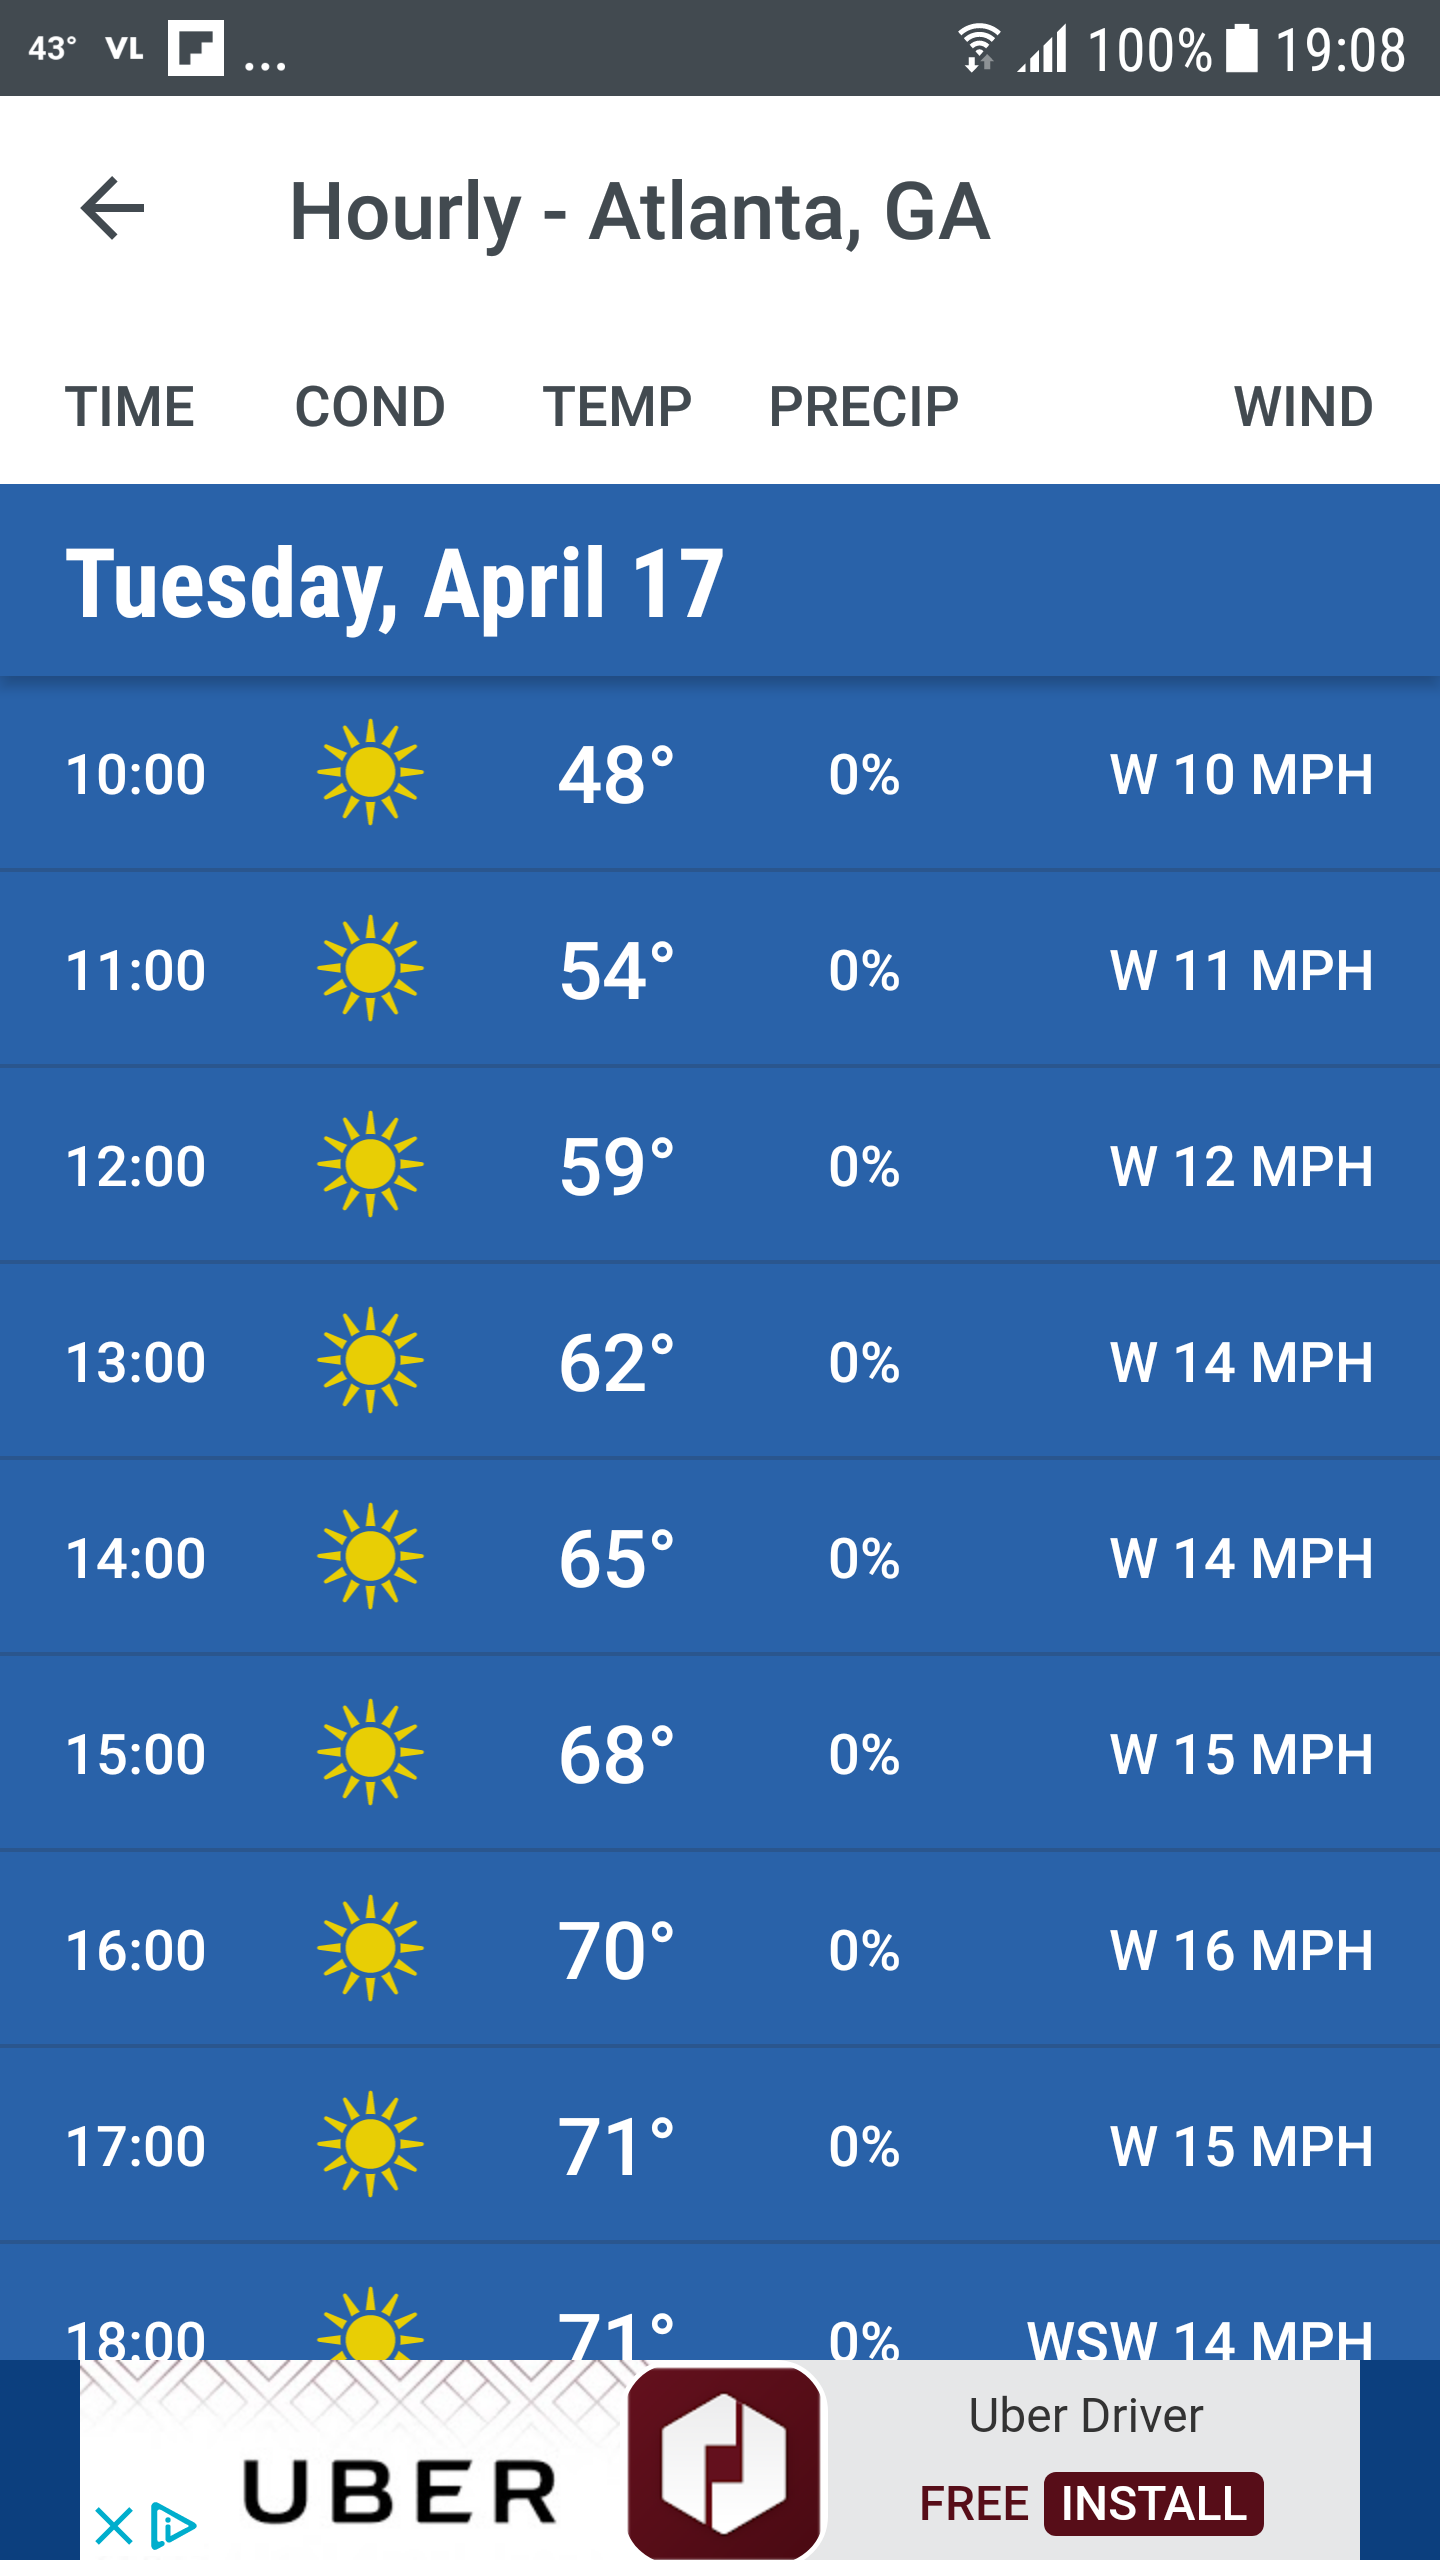 43° VL ... 100% 19:08
Hourly - Atlanta, GA
TIME COND TEMP PRECIP WIND
Tuesday, April 17
10:00 48° 0% W 10 MPH
11:00 54° 0% W 11 MPH
12:00 59° 0% W 12 MPH
13:00 62° 0% W 14 MPH
14:00 65° 0% W 14 MPH
15:00 68° 0% W 15 MPH
16:00 70° 0% W 16 MPH
17:00 71° 0% W 15 MPH
18:00 71° 0% WSW 14 MPH
UBER
Uber Driver
FREE INSTALL